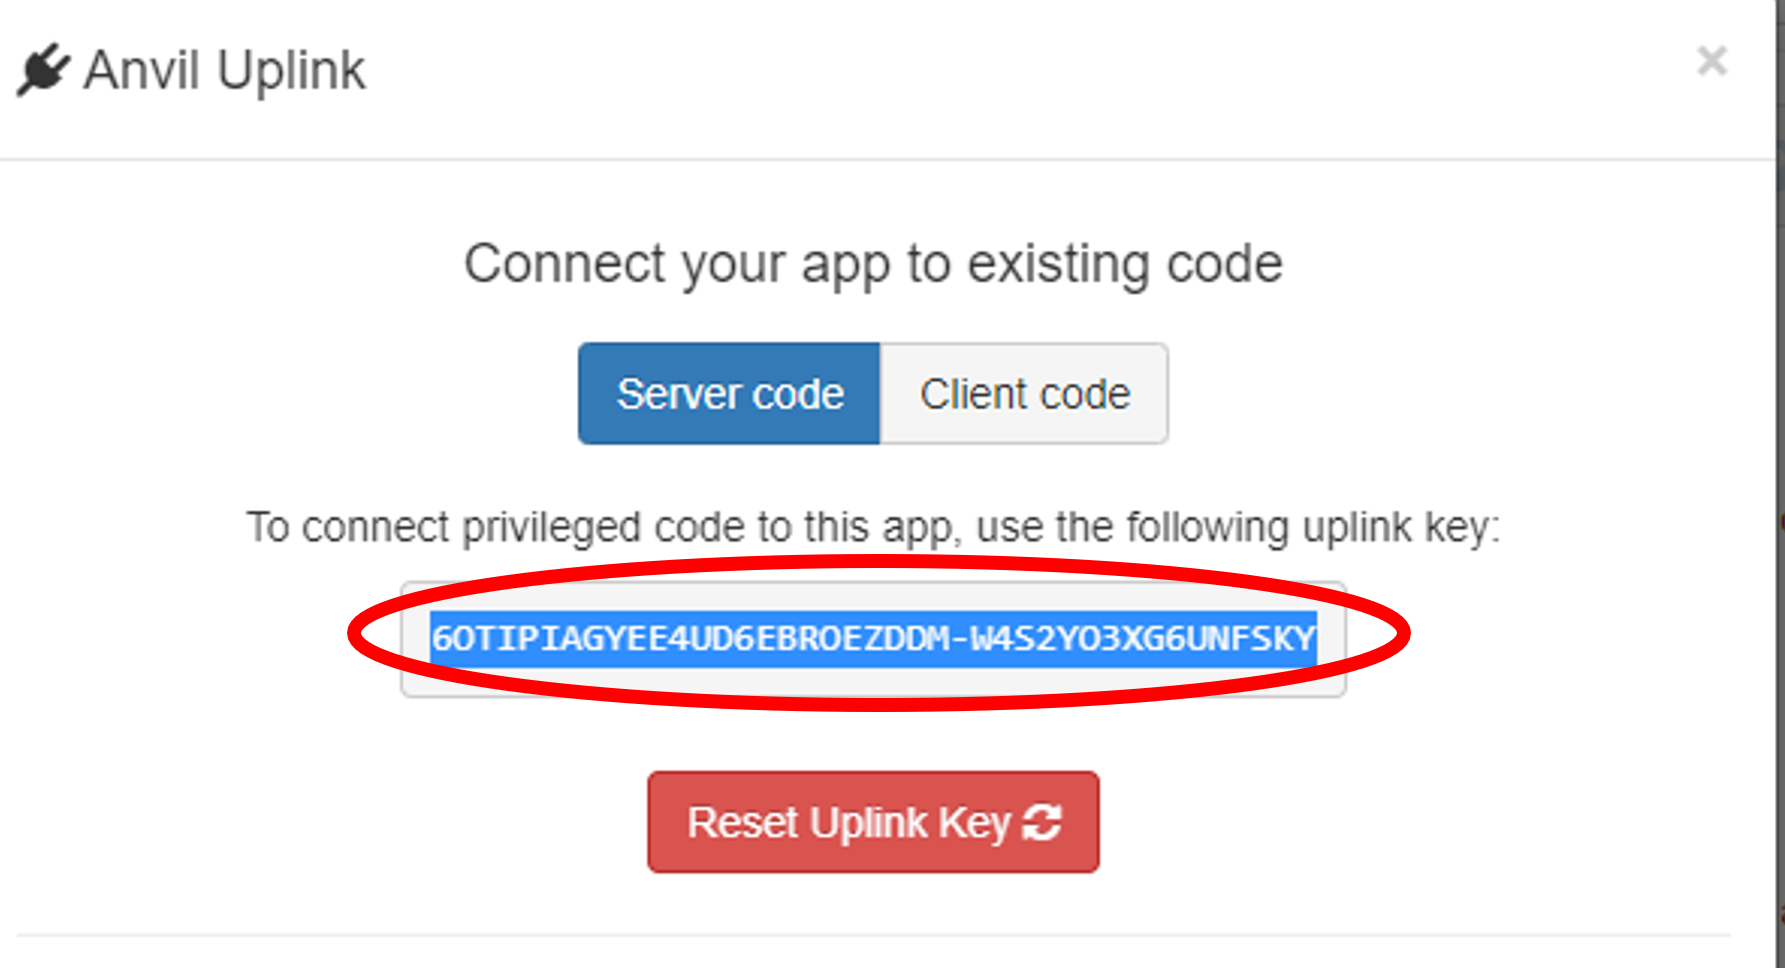 Anvil Uplink
×
Connect your app to existing code
Server code
Client code
To connect privileged code to this app, use the following uplink key:
6OTIPIAGYEE4UD6EBROEZDDM-W4S2YO3XG6UNFSKY
Reset Uplink Key